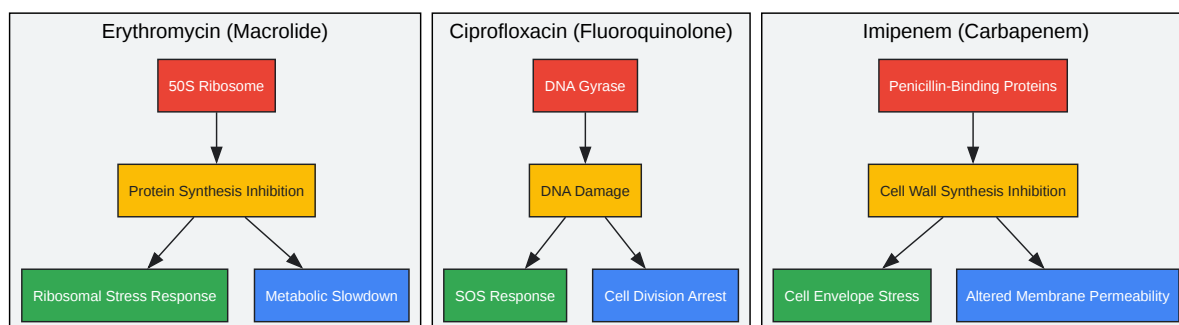 Erythromycin (Macrolide)
50S Ribosome
Protein Synthesis Inhibition
Ribosomal Stress Response
Metabolic Slowdown
Ciprofloxacin (Fluoroquinolone)
DNA Gyrase
DNA Damage
SOS Response
Cell Division Arrest
Imipenem (Carbapenem)
Penicillin-Binding Proteins
Cell Wall Synthesis Inhibition
Cell Envelope Stress
Altered Membrane Permeability